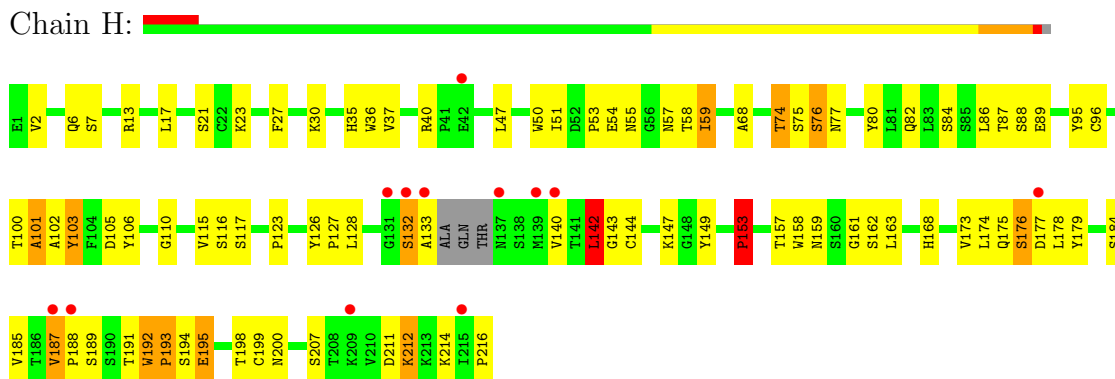 Chain H:
E1 V2 Q6 S7 R13 L17 S21 C22 K23 F27 K30 H35 W36 V37 R40 P41 E42 L47 W50 I51 D52 P53 E54 N55 G56 N57 T58 I59 A68 T74 S75 S76 N77 Y80 L81 Q82 L83 S84 S85 L86 T87 S88 E89 Y95 C96
T100 A101 A102 Y103 F104 D105 Y106 G110 V115 S116 S117 P123 Y126 P127 L128 G131 S132 A133 ALA GLN THR N137 S138 M139 V140 T141 L142 G143 C144 K147 G148 Y149 P153 T157 W158 N159 S160 G161 S162 L163 H168 V173 L174 Q175 S176 D177 L178 Y179 S184
V185 T186 V187 P188 S189 S190 T191 W192 P193 S194 E195 T198 C199 N200 S207 T208 K209 V210 D211 K212 K213 K214 I215 P216